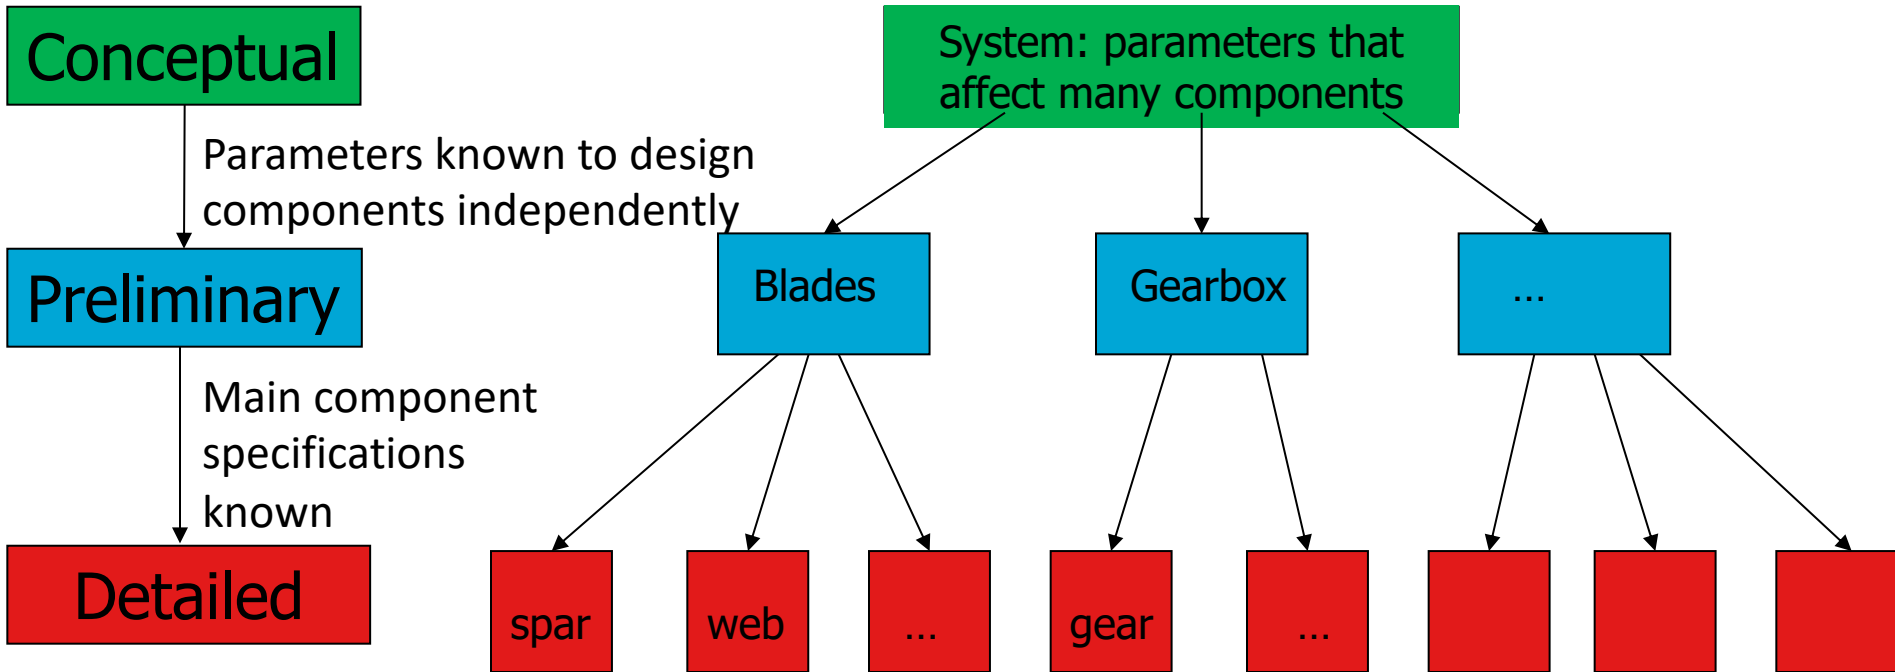 Conceptual
System: parameters that
affect many components
Parameters known to design
components independently
Preliminary
Blades
Gearbox
...
Main component
specifications
known
Detailed
spar
web
...
gear
...